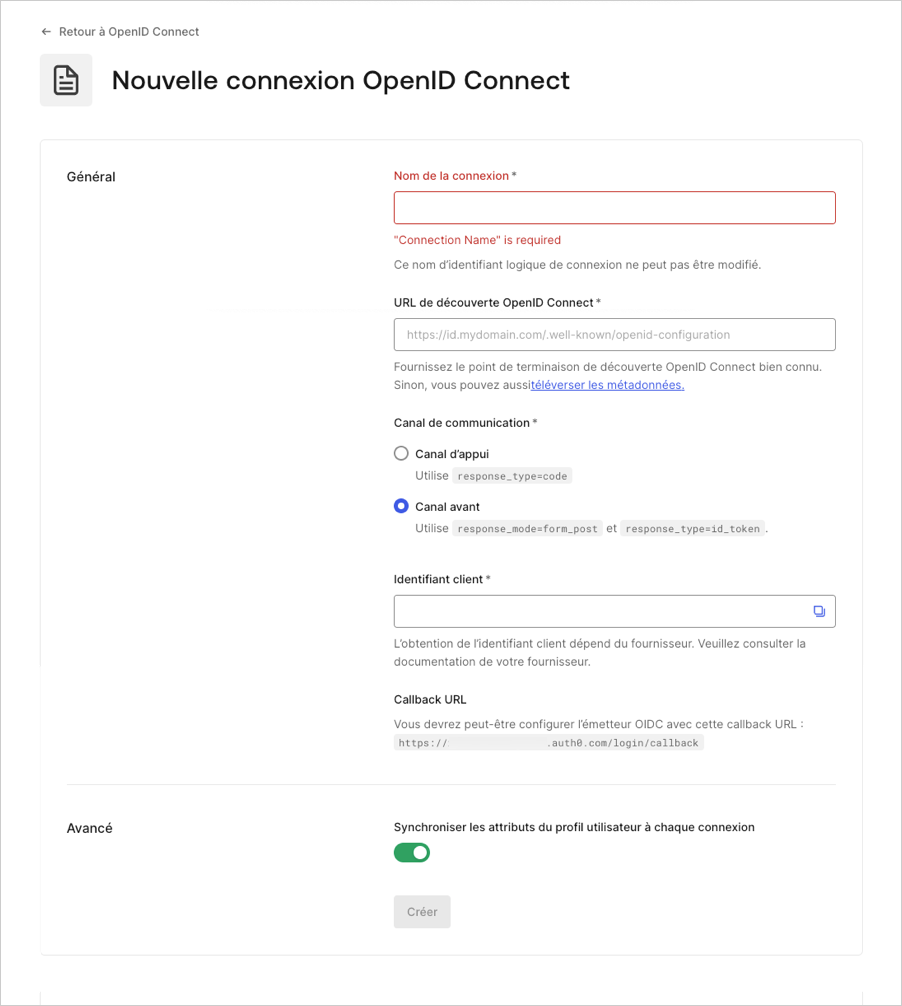 ← Retour à OpenID Connect
Nouvelle connexion OpenID Connect
Général
Nom de la connexion *
"Connection Name" is required
Ce nom d’identifiant logique de connexion ne peut pas être modifié.
URL de découverte OpenID Connect *
https://id.mydomain.com/.well-known/openid-configuration
Fournissez le point de terminaison de découverte OpenID Connect bien connu.
Sinon, vous pouvez aussitéléverser les métadonnées.
Canal de communication *
Canal d’appui
Utilise response_type=code
Canal avant
Utilise response_mode=form_post et response_type=id_token.
Identifiant client *
L’obtention de l’identifiant client dépend du fournisseur. Veuillez consulter la
documentation de votre fournisseur.
Callback URL
Vous devrez peut-être configurer l’émetteur OIDC avec cette callback URL :
https:// .auth0.com/login/callback
Avancé
Synchroniser les attributs du profil utilisateur à chaque connexion
Créer